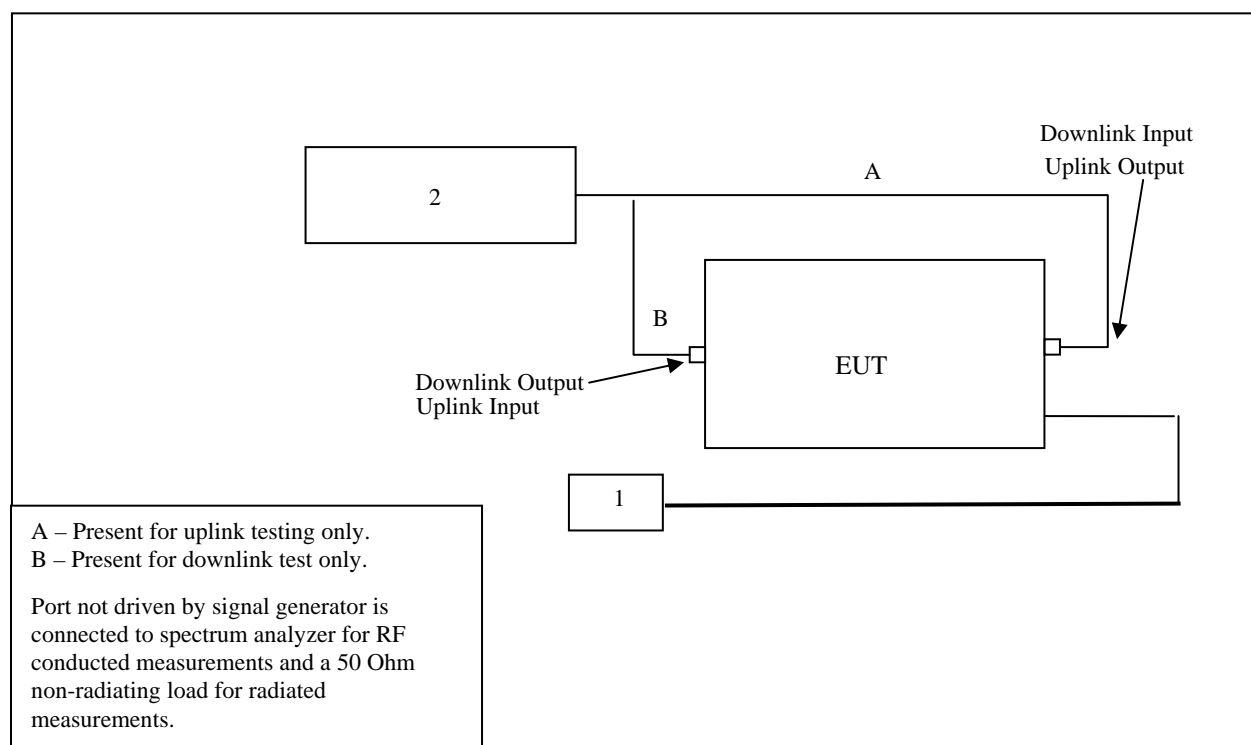 Downlink Input
Uplink Output
A
2
B
EUT
Downlink Output
Uplink Input
1
A – Present for uplink testing only.
B – Present for downlink test only.
Port not driven by signal generator is
connected to spectrum analyzer for RF
conducted measurements and a 50 Ohm
non-radiating load for radiated
measurements.